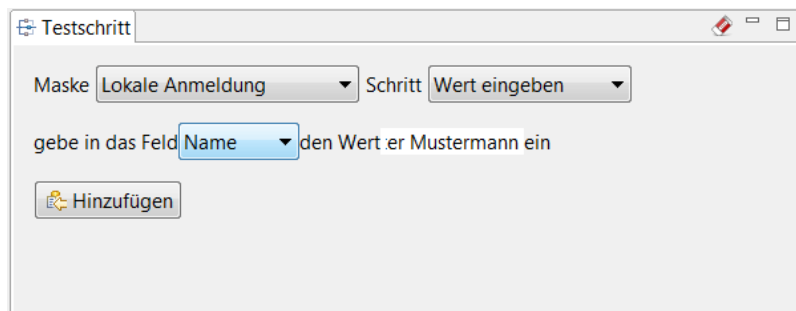 Testschritt
Maske Lokale Anmeldung Schritt Wert eingeben
gebe in das Feld Name den Wert er Mustermann ein
Hinzufügen